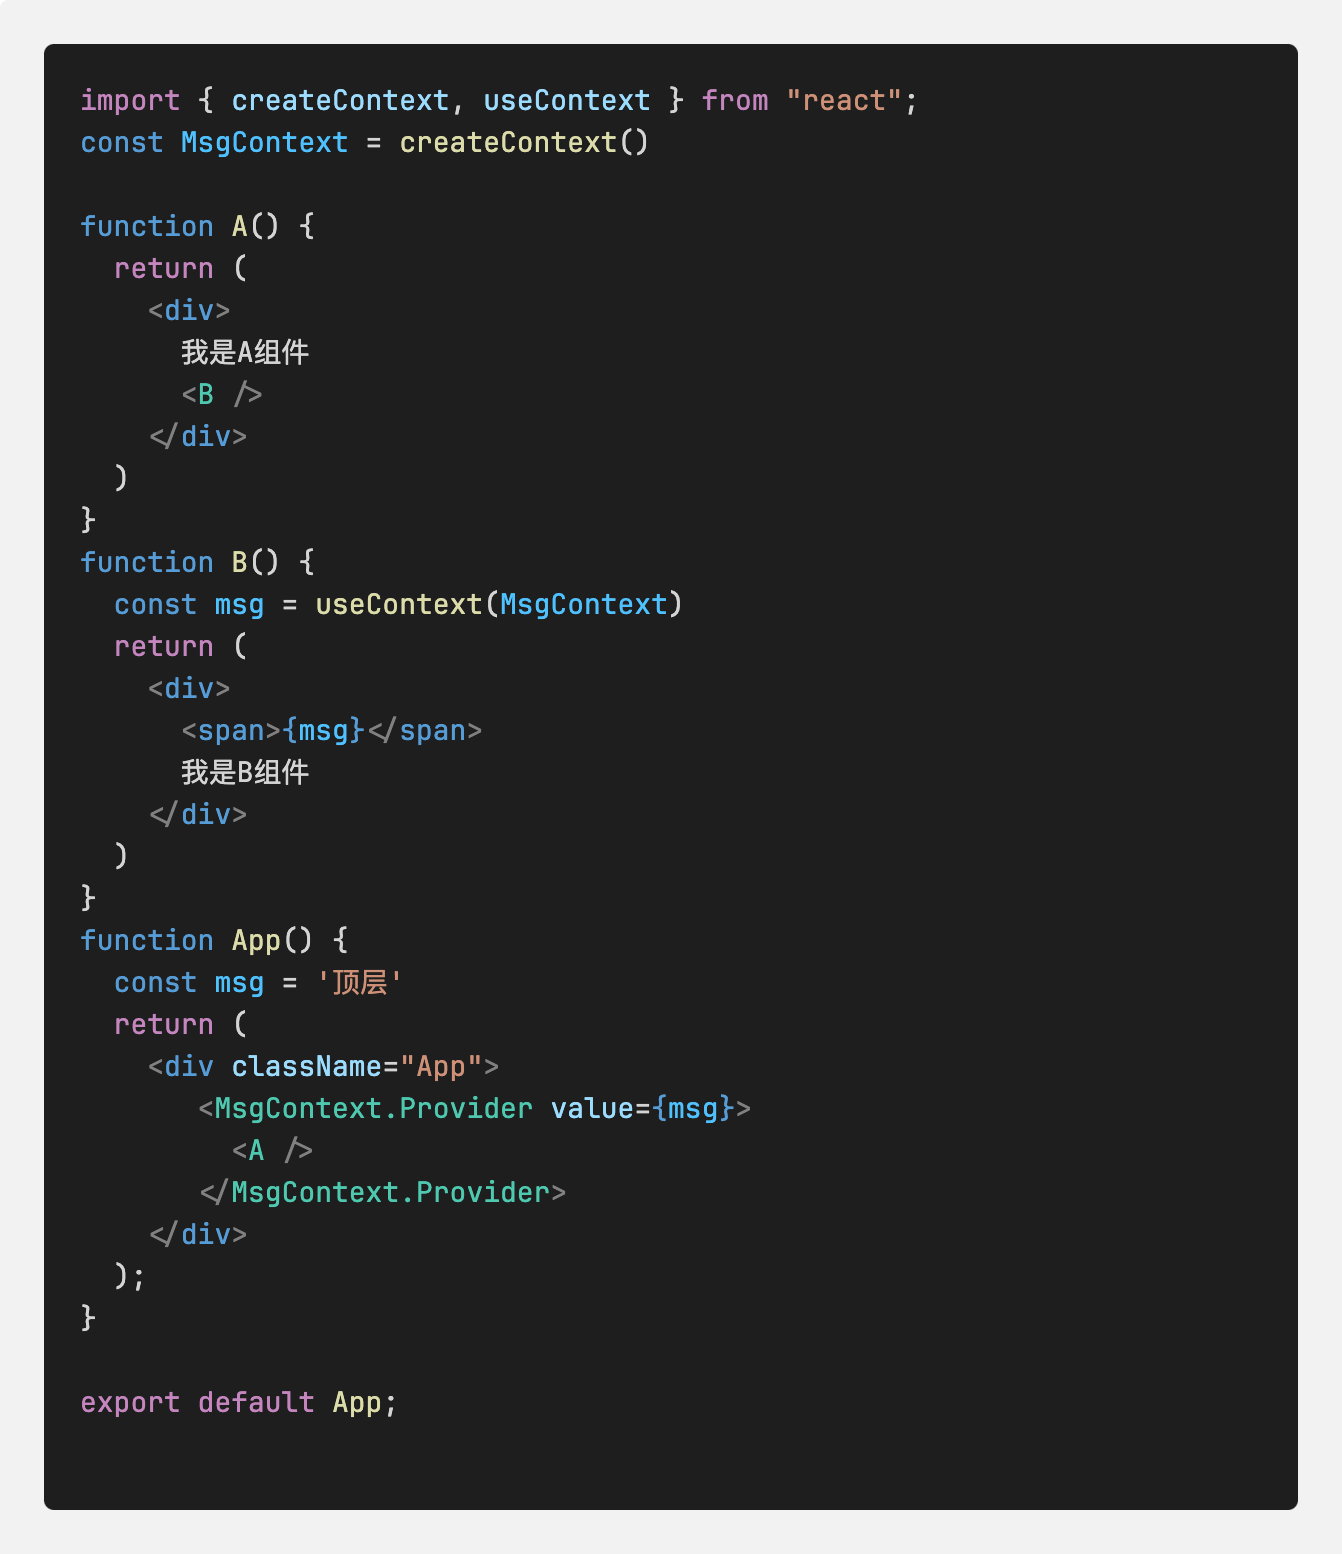 import { createContext, useContext } from "react";
const MsgContext = createContext()

function A() {
  return (
    <div>
      我是A组件
      <B />
    </div>
  )
}
function B() {
  const msg = useContext(MsgContext)
  return (
    <div>
      <span>{msg}</span>
      我是B组件
    </div>
  )
}
function App() {
  const msg = '顶层'
  return (
    <div className="App">
       <MsgContext.Provider value={msg}>
         <A />
       </MsgContext.Provider>
    </div>
  );
}

export default App;